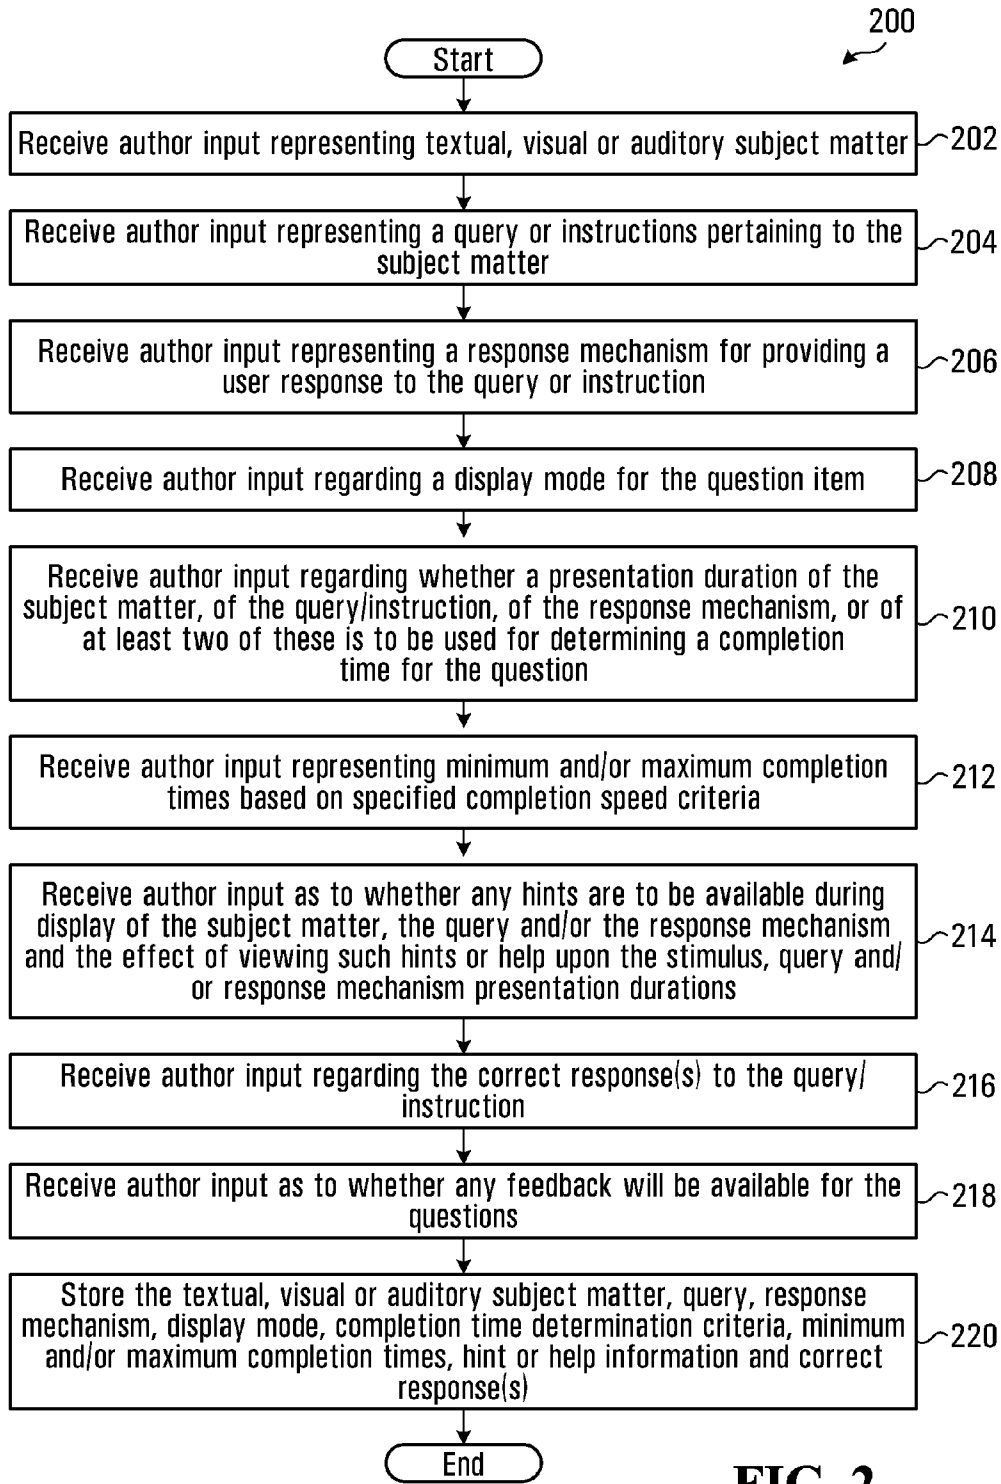 200
Start
Receive author input representing textual, visual or auditory subject matter
202
Receive author input representing a query or instructions pertaining to the
subject matter
204
Receive author input representing a response mechanism for providing a
user response to the query or instruction
206
Receive author input regarding a display mode for the question item
208
Receive author input regarding whether a presentation duration of the
subject matter, of the query/instruction, of the response mechanism, or of
at least two of these is to be used for determining a completion
time for the question
210
Receive author input representing minimum and/or maximum completion
times based on specified completion speed criteria
212
Receive author input as to whether any hints are to be available during
display of the subject matter, the query and/or the response mechanism
and the effect of viewing such hints or help upon the stimulus, query and/
or response mechanism presentation durations
214
Receive author input regarding the correct response(s) to the query/
instruction
216
Receive author input as to whether any feedback will be available for the
questions
218
Store the textual, visual or auditory subject matter, query, response
mechanism, display mode, completion time determination criteria, minimum
and/or maximum completion times, hint or help information and correct
response(s)
220
End
FIG. 2